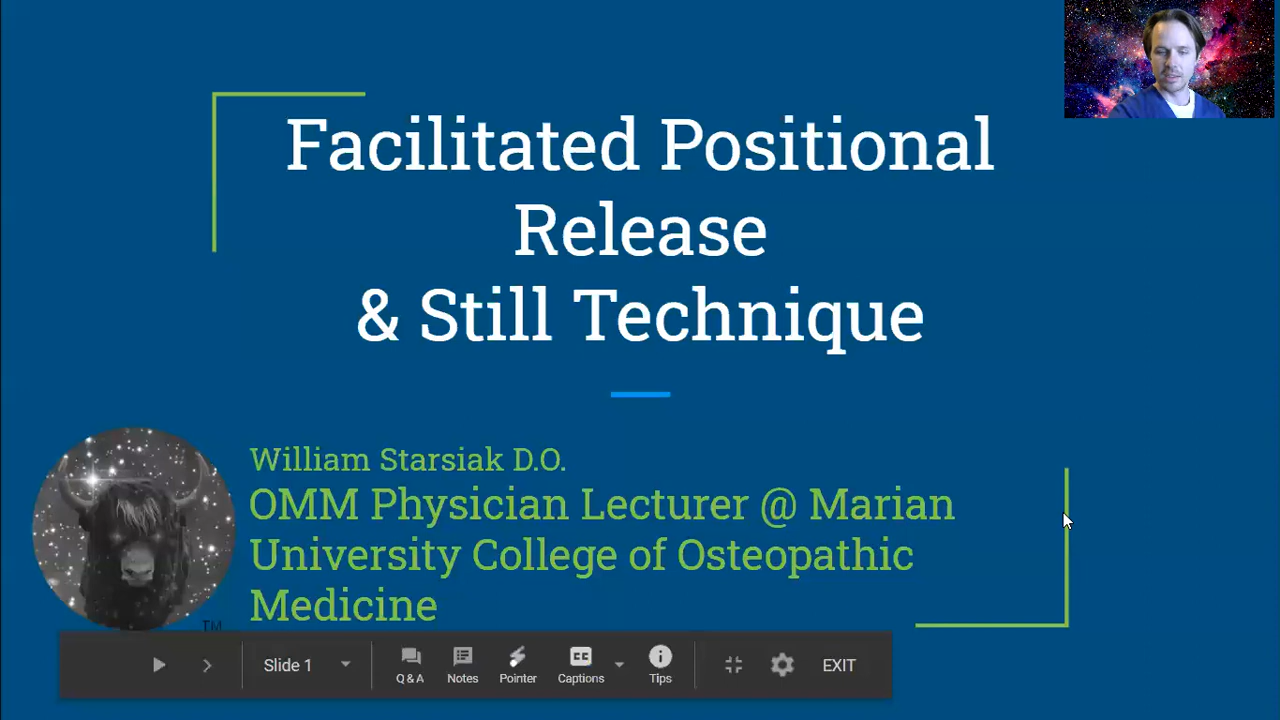 Facilitated Positional
Release
& Still Technique
William Starsiak D.O.
OMM Physician Lecturer @ Marian
University College of Osteopathic
Medicine
TM
Slide 1
Q & A
Notes
Pointer
CC
Captions
Tips
EXIT